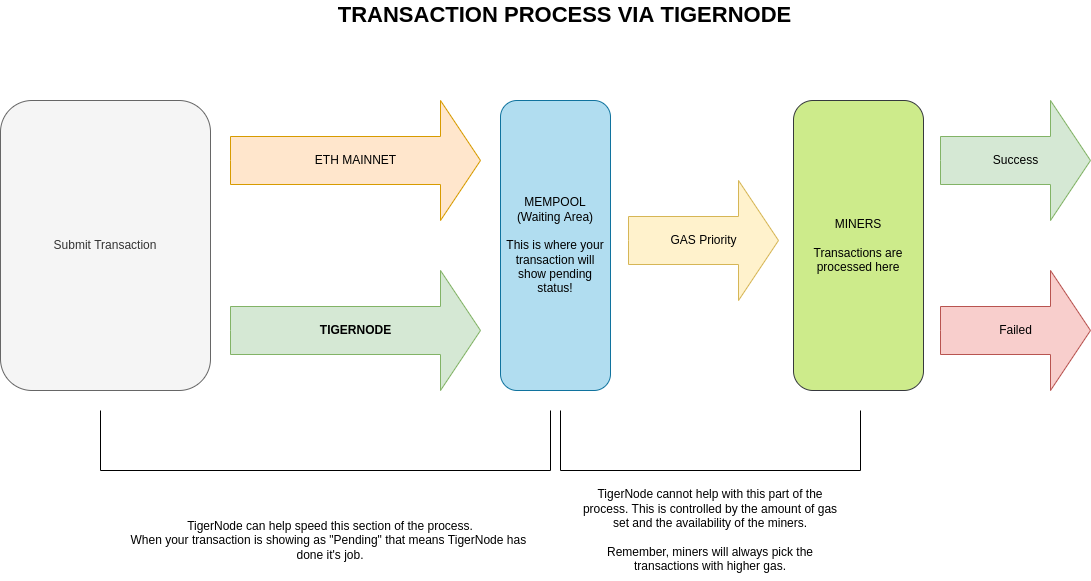 TRANSACTION PROCESS VIA TIGERNODE
Submit Transaction
ETH MAINNET
TIGERNODE
MEMPOOL
(Waiting Area)
This is where your
transaction will
show pending
status!
GAS Priority
MINERS
Transactions are
processed here
Success
Failed
TigerNode can help speed this section of the process.
When your transaction is showing as "Pending" that means TigerNode has
done it's job.
TigerNode cannot help with this part of the
process. This is controlled by the amount of gas
set and the availability of the miners.
Remember, miners will always pick the
transactions with higher gas.